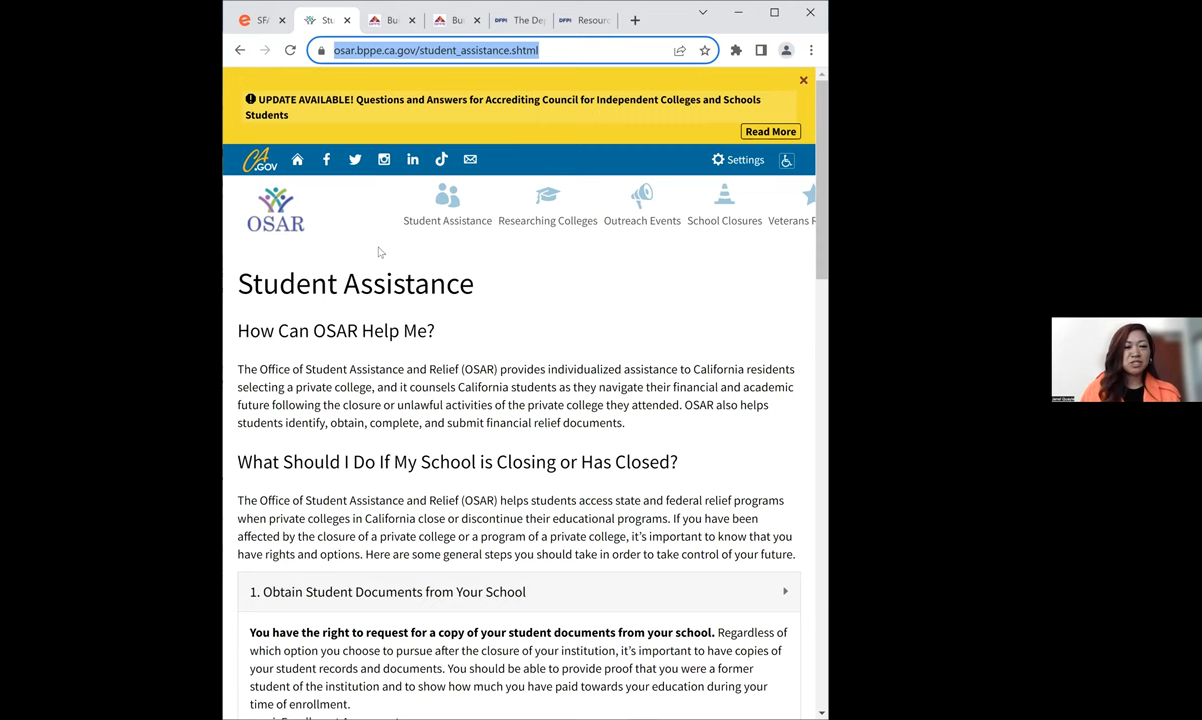 SFA
Stu
Bu
Bu
The De
Resourc
osar.bppe.ca.gov/student_assistance.shtml
UPDATE AVAILABLE! Questions and Answers for Accrediting Council for Independent Colleges and Schools
Students
Read More
CA.GOV
Settings
OSAR
Student Assistance
Researching Colleges
Outreach Events
School Closures
Veterans
Student Assistance
How Can OSAR Help Me?
The Office of Student Assistance and Relief (OSAR) provides individualized assistance to California residents
selecting a private college, and it counsels California students as they navigate their financial and academic
future following the closure or unlawful activities of the private college they attended. OSAR also helps
students identify, obtain, complete, and submit financial relief documents.
What Should I Do If My School is Closing or Has Closed?
The Office of Student Assistance and Relief (OSAR) helps students access state and federal relief programs
when private colleges in California close or discontinue their educational programs. If you have been
affected by the closure of a private college or a program of a private college, it's important to know that you
have rights and options. Here are some general steps you should take in order to take control of your future.
1. Obtain Student Documents from Your School
You have the right to request for a copy of your student documents from your school. Regardless of
which option you choose to pursue after the closure of your institution, it's important to have copies of
your student records and documents. You should be able to provide proof that you were a former
student of the institution and to show how much you have paid towards your education during your
time of enrollment.